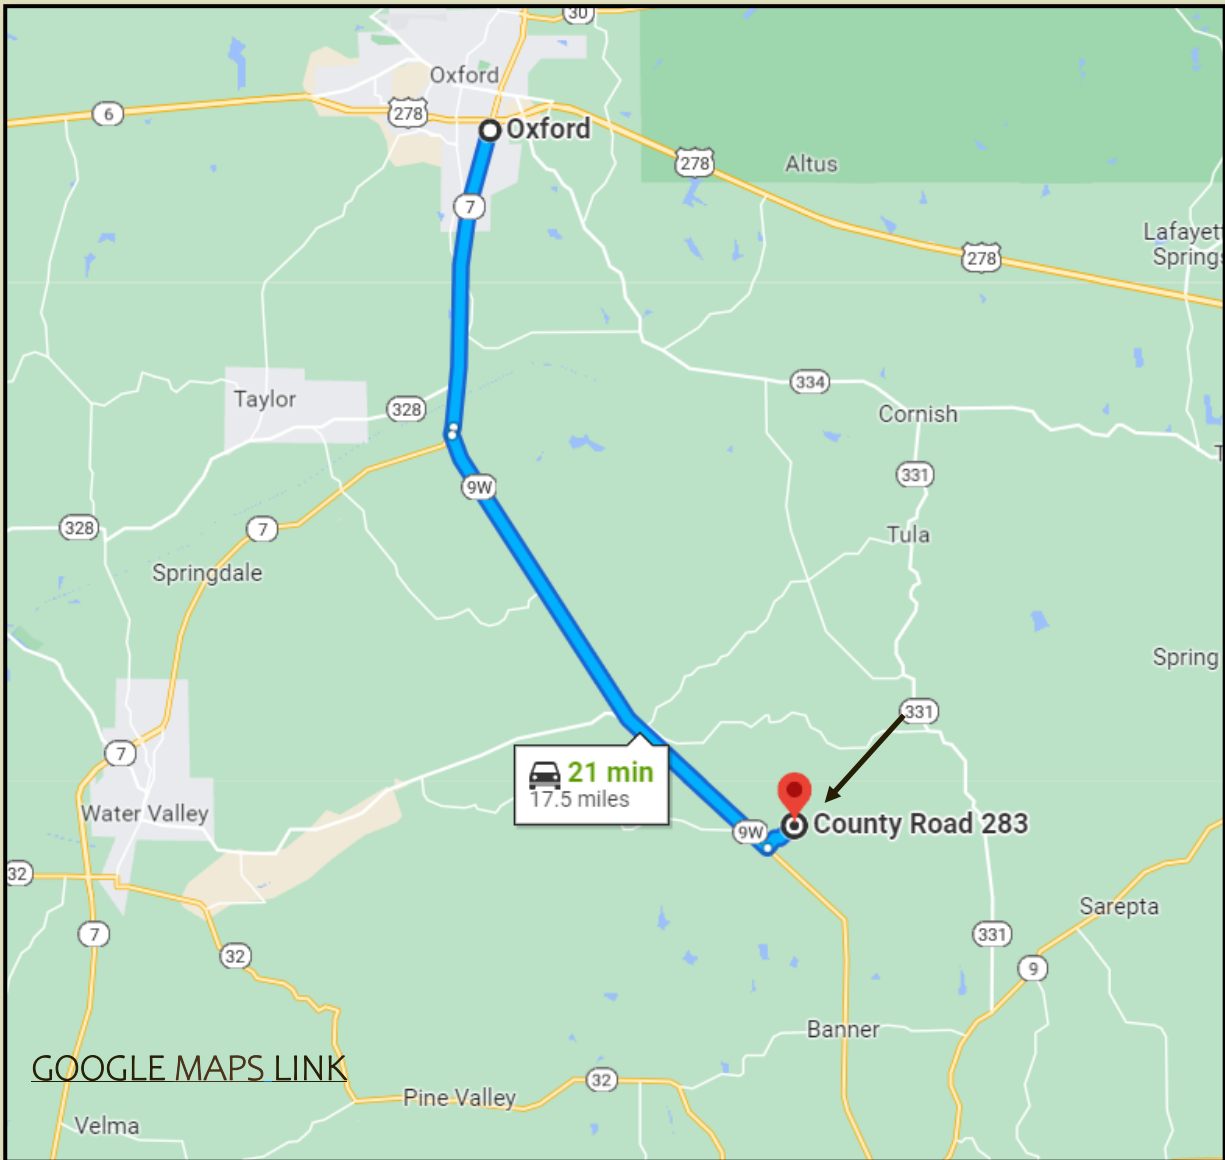 30
Oxford
6
278
Oxford
278
Altus
7
Lafayet
Springs
278
334
Taylor
328
Cornish
331
9W
328
7
Tula
Springdale
Spring
331
7
21 min
17.5 miles
Water Valley
9W
County Road 283
32
Sarepta
7
331
32
9
Banner
GOOGLE MAPS LINK
32
Pine Valley
Velma